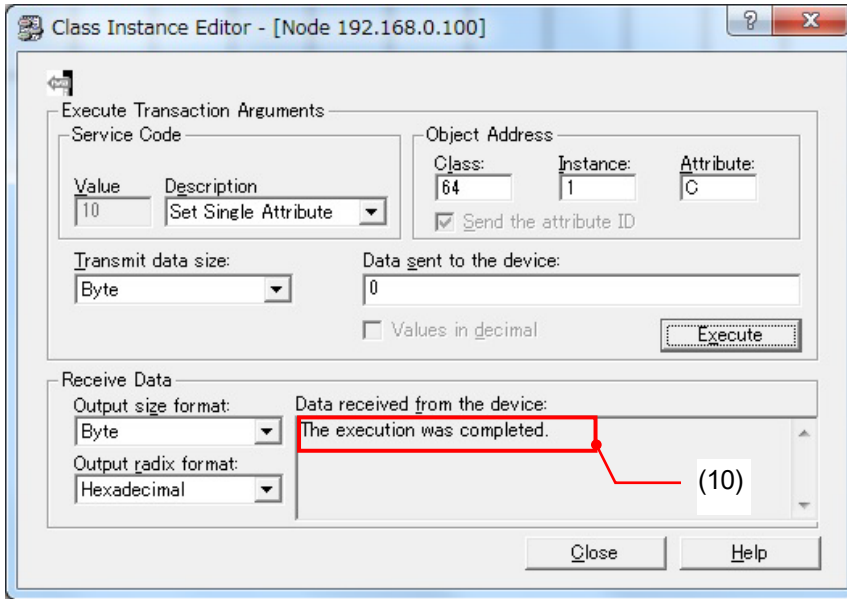 Class Instance Editor - [Node 192.168.0.100]
Execute Transaction Arguments
Service Code
Value
Description
10
Set Single Attribute
Object Address
Class:
Instance:
Attribute:
64
1
C
Send the attribute ID
Transmit data size:
Byte
Data sent to the device:
0
Values in decimal
Execute
Receive Data
Output size format:
Byte
Output radix format:
Hexadecimal
Data received from the device:
The execution was completed.
(10)
Close
Help